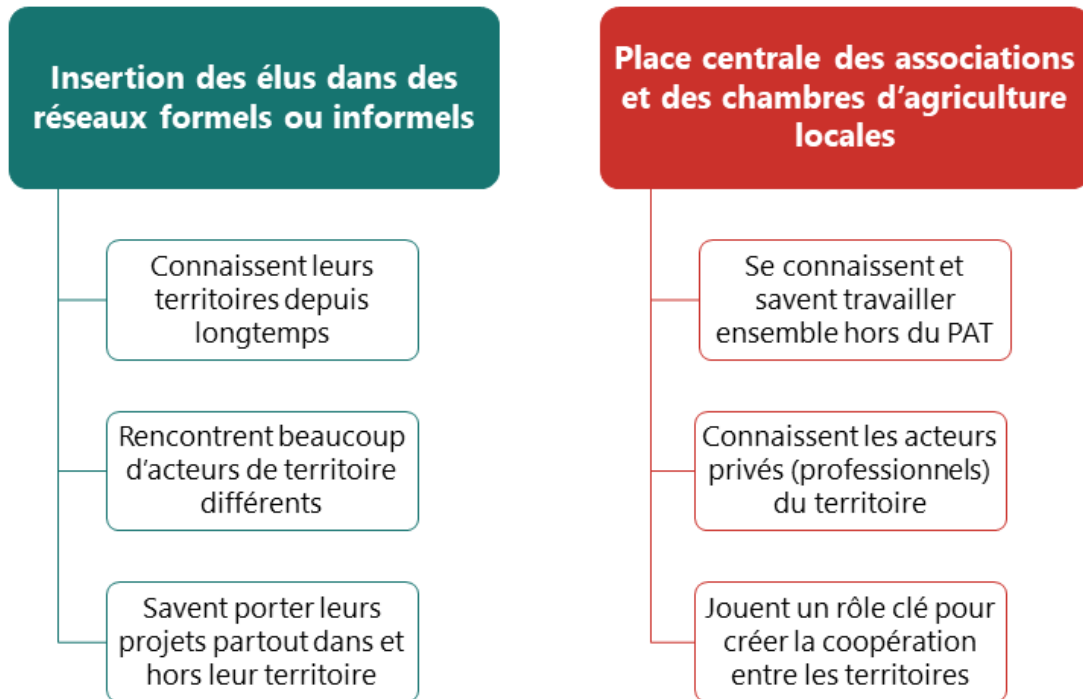 Insertion des élus dans des
réseaux formels ou informels
Connaissent leurs
territoires depuis
longtemps
Rencontrent beaucoup
d'acteurs de territoire
différents
Savent porter leurs
projets partout dans et
hors leur territoire
Place centrale des associations
et des chambres d'agriculture
locales
Se connaissent et
savent travailler
ensemble hors du PAT
Connaissent les acteurs
privés (professionnels)
du territoire
Jouent un rôle clé pour
créer la coopération
entre les territoires